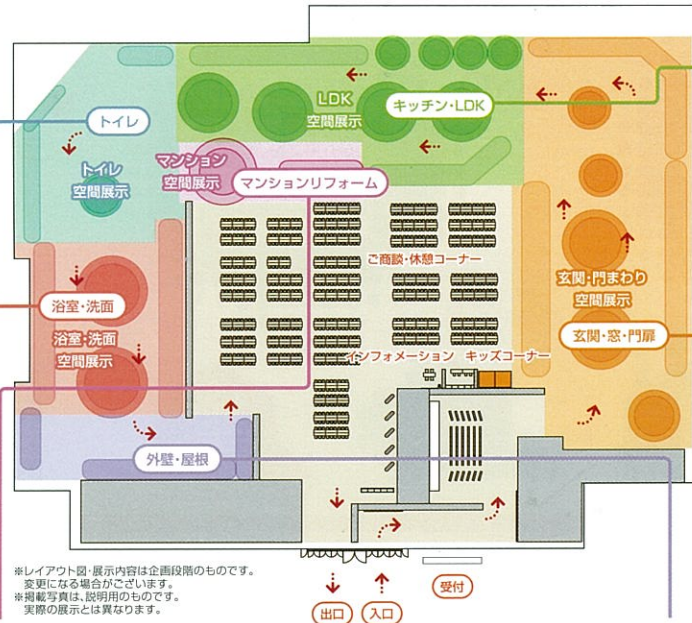 トイレ
トイレ
空間展示
LDK
空間展示
キッチン・LDK
マンション
空間展示
マンションリフォーム
ご商談・休憩コーナー
玄関・門まわり
空間展示
玄関・窓・門扉
浴室・洗面
浴室・洗面
空間展示
インフォメーション キッズコーナー
外壁・屋根
※レイアウト図・展示内容は企画段階のものです。
変更になる場合がございます。
※掲載写真は、説明用のものです。
実際の展示とは異なります。
出口
入口
受付